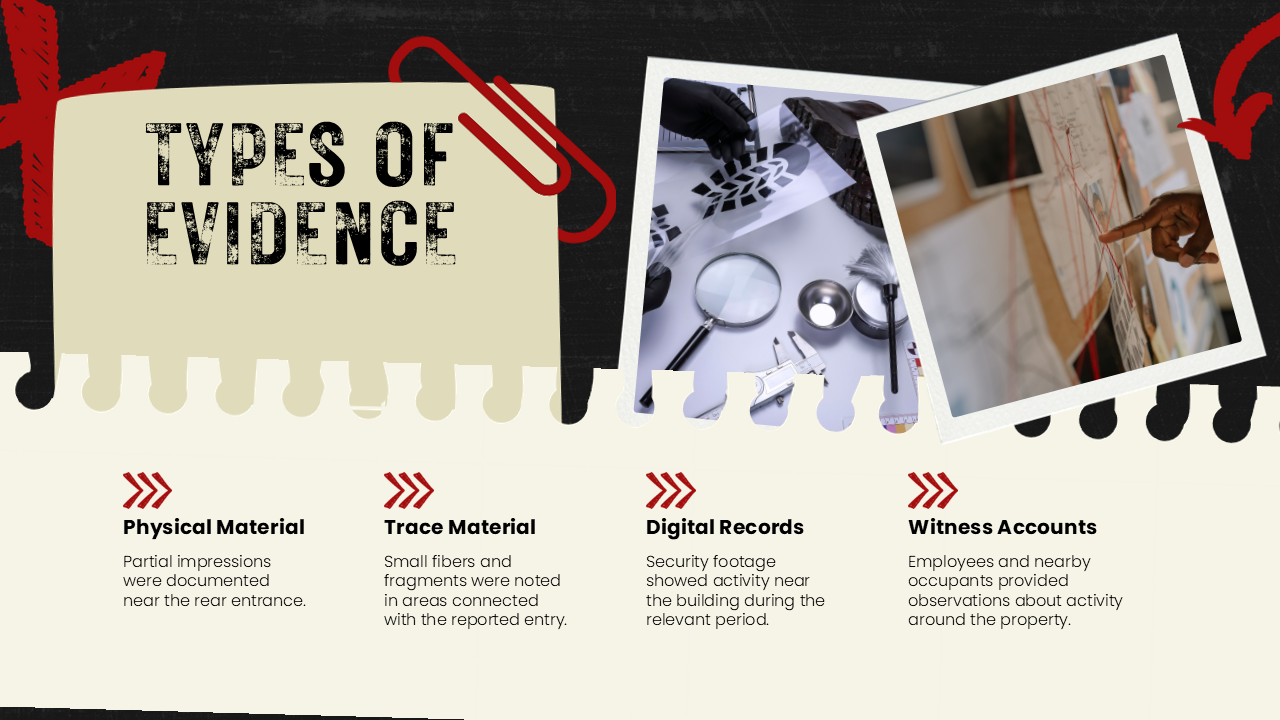 TYPES OF
EVIDENCE
Physical Material
Partial impressions
were documented
near the rear entrance.
Trace Material
Small fibers and
fragments were noted
in areas connected
with the reported entry.
Digital Records
Security footage
showed activity near
the building during the
relevant period.
Witness Accounts
Employees and nearby
occupants provided
observations about activity
around the property.